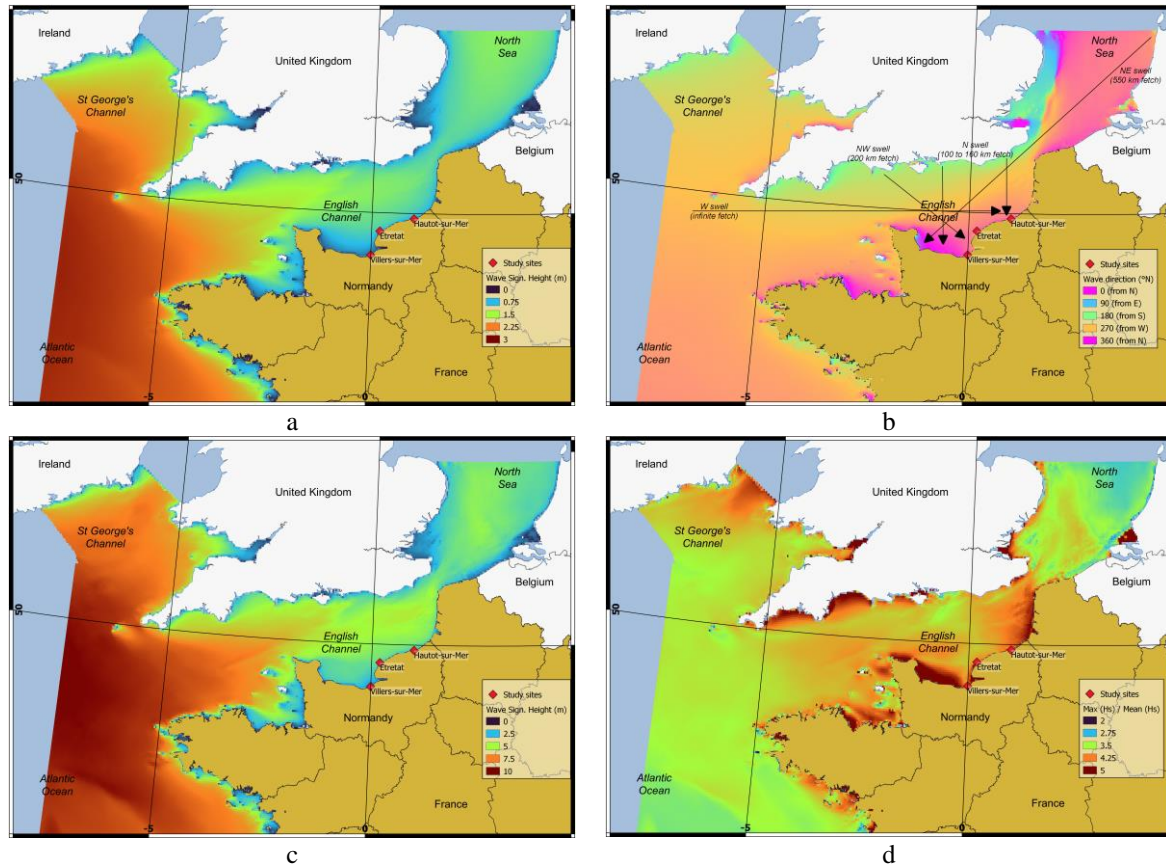 Ireland
United Kingdom
North
Sea
St George's
Channel
Belgium
50
English
Channel
Hautot-sur-Mer
Etretat
Villers-sur-Mer
Normandy
Study sites
Wave Sign. Height (m)
0
0.75
1.5
2.25
3
Atlantic
Ocean
France
-5
0
a
Ireland
United Kingdom
North
Sea
NE swell
(550 km fetch)
St George's
Channel
NW swell
(200 km fetch)
N swell
(100 to 160 km fetch)
Belgium
50
English
Channel
W swell
(infinite fetch)
Hautot-sur-Mer
Etretat
Villers-sur-Mer
Normandy
Study sites
Wave direction (°N)
0 (from N)
90 (from E)
180 (from S)
270 (from W)
360 (from N)
Atlantic
Ocean
France
-5
0
b
Ireland
United Kingdom
North
Sea
St George's
Channel
Belgium
50
English
Channel
Hautot-sur-Mer
Etretat
Villers-sur-Mer
Normandy
Study sites
Wave Sign. Height (m)
0
2.5
5
7.5
10
Atlantic
Ocean
France
-5
0
c
Ireland
United Kingdom
North
Sea
St George's
Channel
Belgium
50
English
Channel
Hautot-sur-Mer
Etretat
Villers-sur-Mer
Normandy
Study sites
Max (Hs) / Mean (Hs)
2
2.75
3.5
4.25
5
Atlantic
Ocean
France
-5
0
d